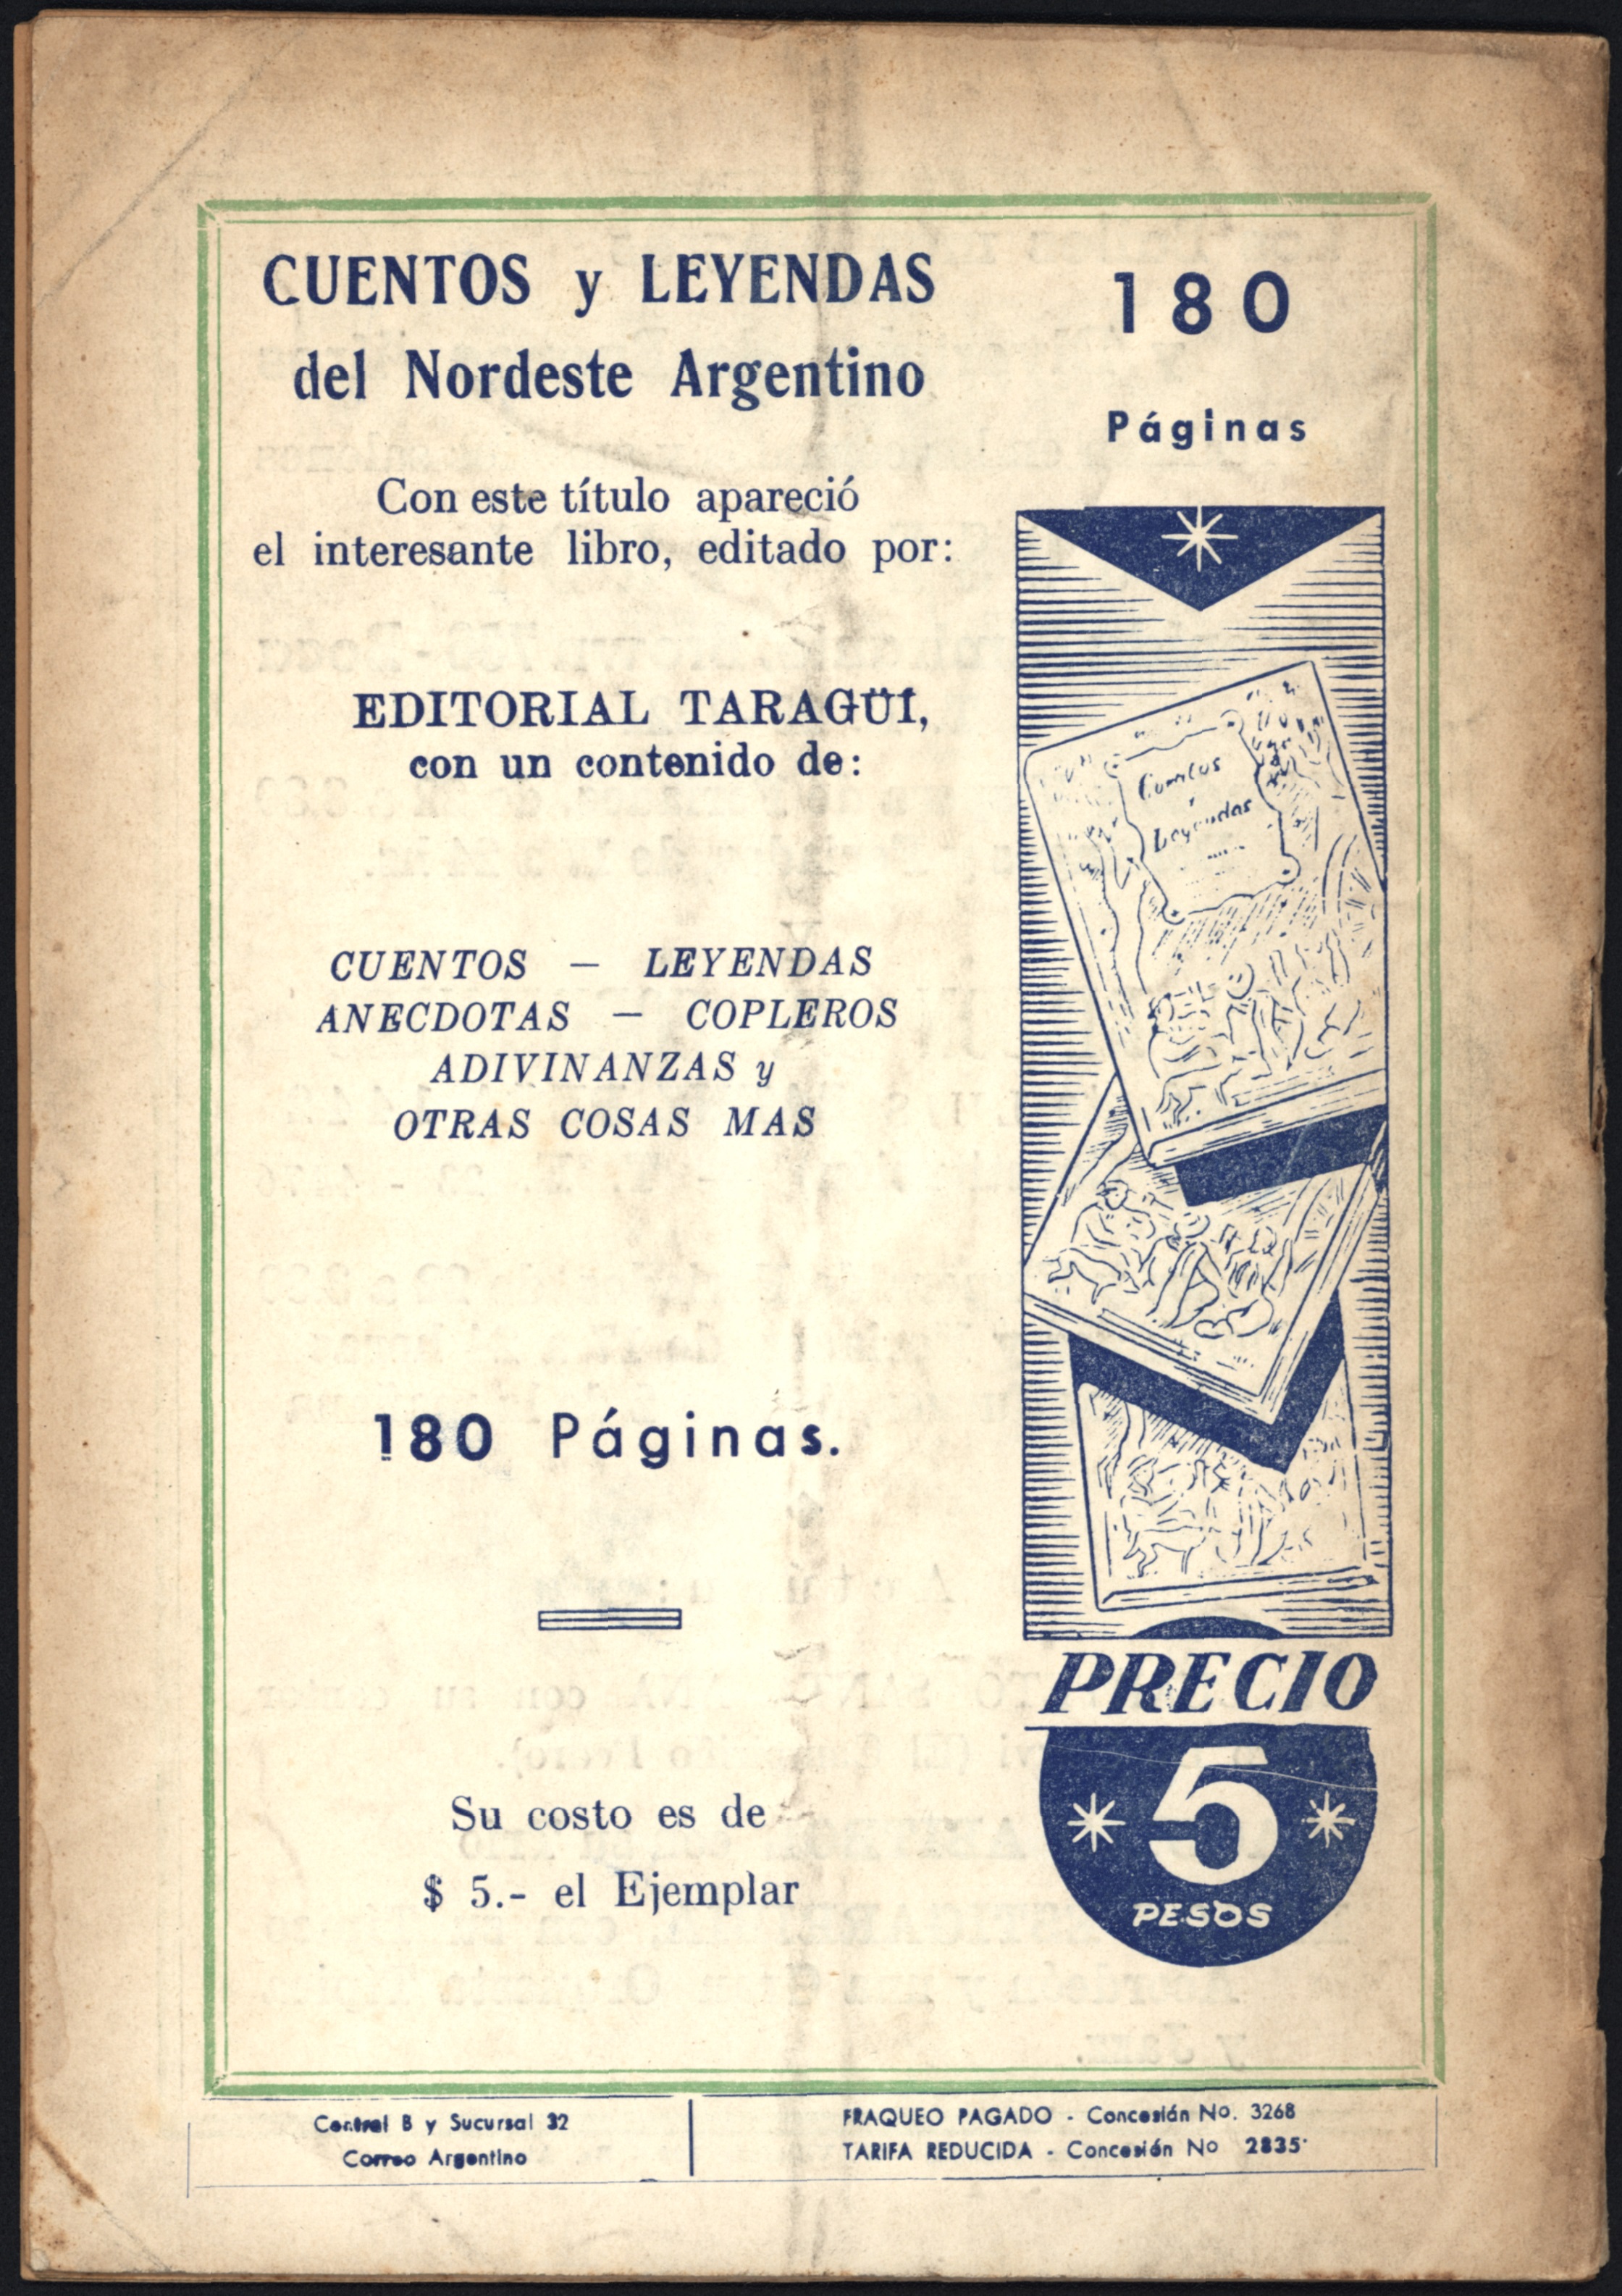 CUENTOS y LEYENDAS
del Nordeste Argentino
Con este título apareció
el interesante libro, editado por:
EDITORIAL TARAGÜI,
con un contenido de:
CUENTOS — LEYENDAS
ANECDOTAS — COPLEROS
ADIVINANZAS y
OTRAS COSAS MAS
180 Páginas.
Su costo es de
$ 5.- el Ejemplar
180
Páginas
Cuentos
y
Leyendas
PRECIO
5
PESOS
Central B y Sucursal 32
Correo Argentino
FRAQUEO PAGADO - Concesión No. 3268
TARIFA REDUCIDA - Concesión No 2835